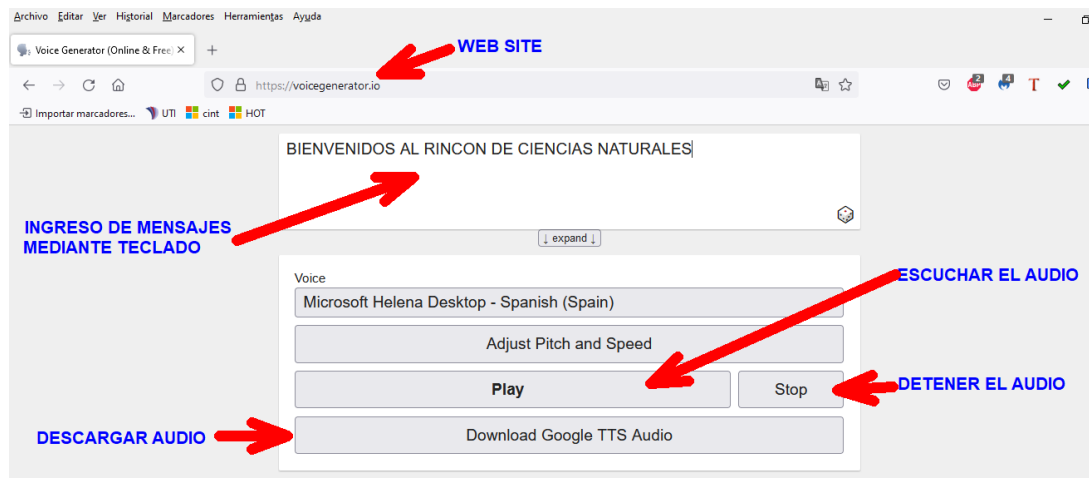 Archivo Editar Ver Historial Marcadores Herramientas Ayuda
Voice Generator (Online & Free)
WEB SITE
https://voicegenerator.io
2
4
T
Importar marcadores... UTI cint HOT
BIENVENIDOS AL RINCON DE CIENCIAS NATURALES
INGRESO DE MENSAJES
MEDIANTE TECLADO
↓ expand ↓
Voice
ESCUCHAR EL AUDIO
Microsoft Helena Desktop - Spanish (Spain)
Adjust Pitch and Speed
Play
Stop
DETENER EL AUDIO
DESCARGAR AUDIO
Download Google TTS Audio